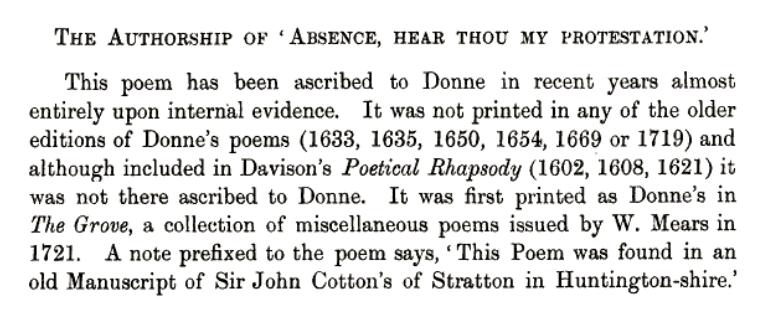 THE AUTHORSHIP OF ‘ABSENCE, HEAR THOU MY PROTESTATION.’
This poem has been ascribed to Donne in recent years almost
entirely upon internal evidence. It was not printed in any of the older
editions of Donne’s poems (1633, 1635, 1650, 1654, 1669 or 1719) and
although included in Davison’s Poetical Rhapsody (1602, 1608, 1621) it
was not there ascribed to Donne. It was first printed as Donne’s in
The Grove, a collection of miscellaneous poems issued by W. Mears in
1721. A note prefixed to the poem says, ‘This Poem was found in an
old Manuscript of Sir John Cotton’s of Stratton in Huntington-shire.’